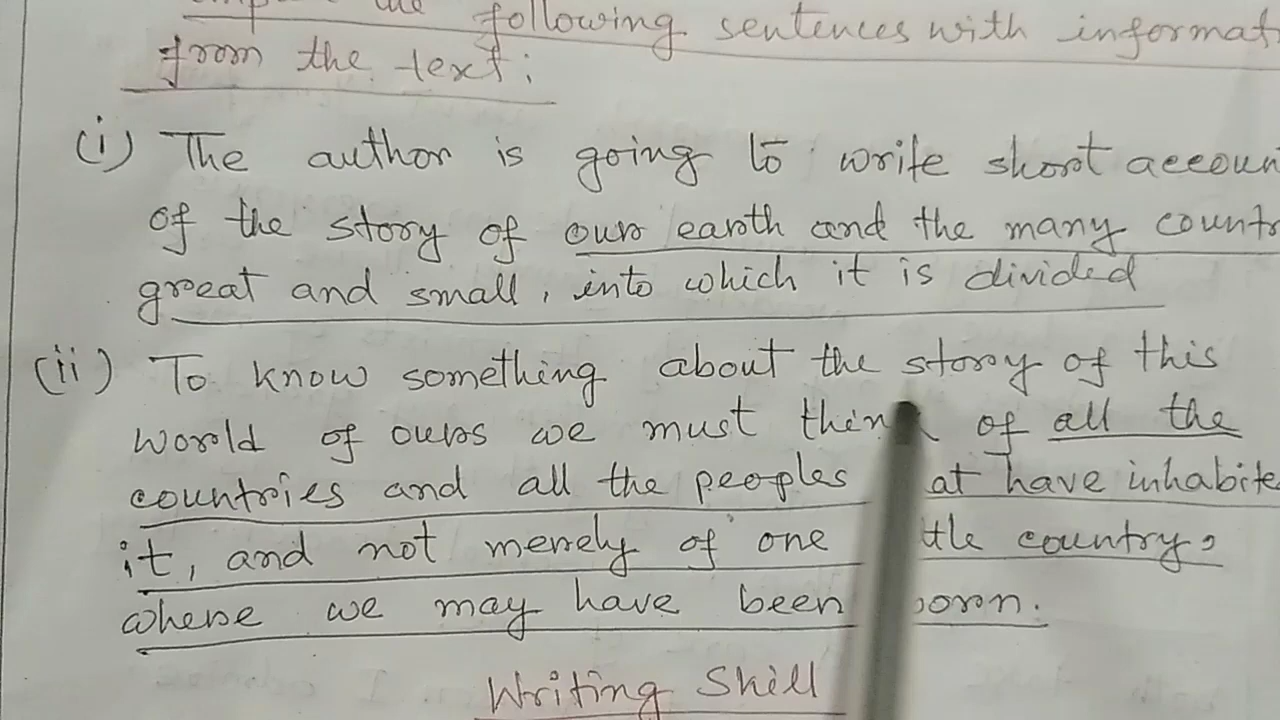 the following sentences with informat
from the text:
(i) The author is going to write short accoun
of the story of our earth and the many countr
great and small, into which it is divided
(ii) To know something about the story of this
world of ours we must think of all the
countries and all the peoples at have inhabite
it, and not merely of one ttle country,
where we may have been born.
Writing Skill